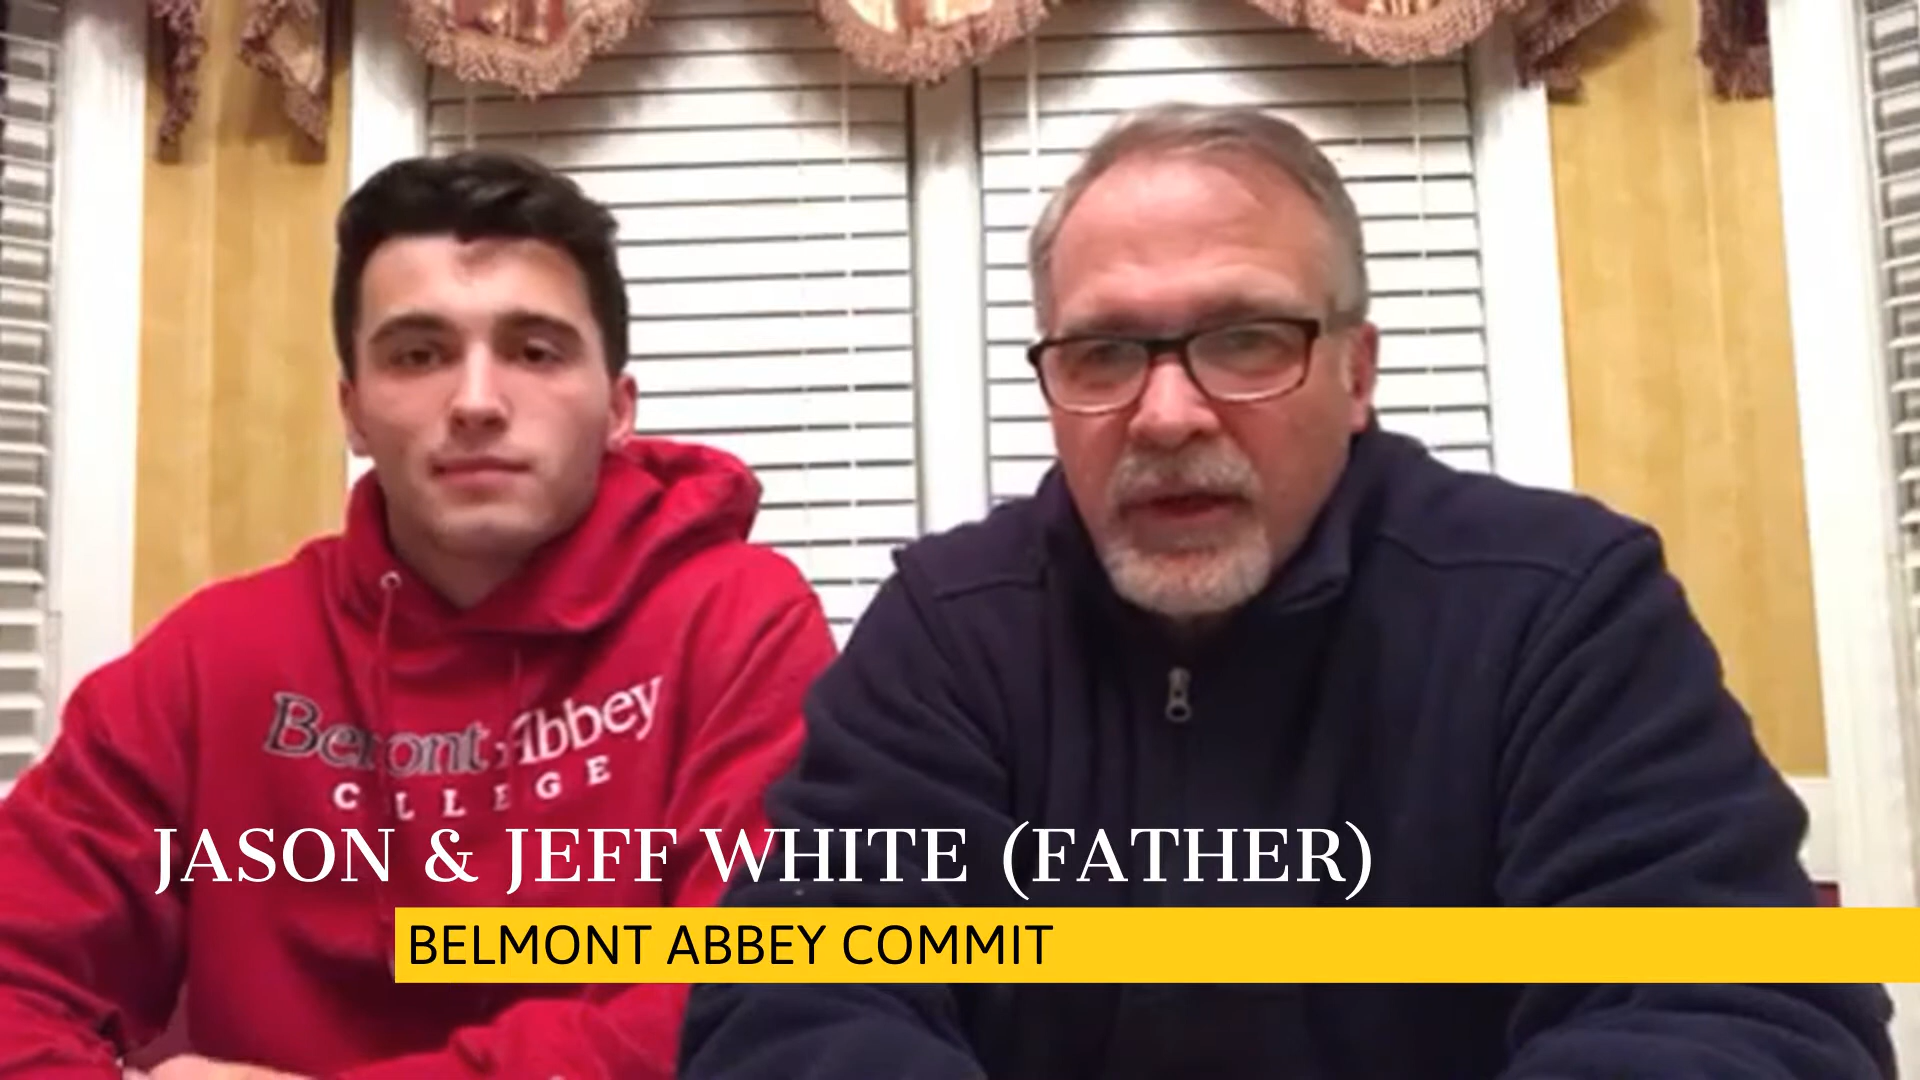 Belmont Abbey
COLLEGE
JASON & JEFF WHITE (FATHER)
BELMONT ABBEY COMMIT